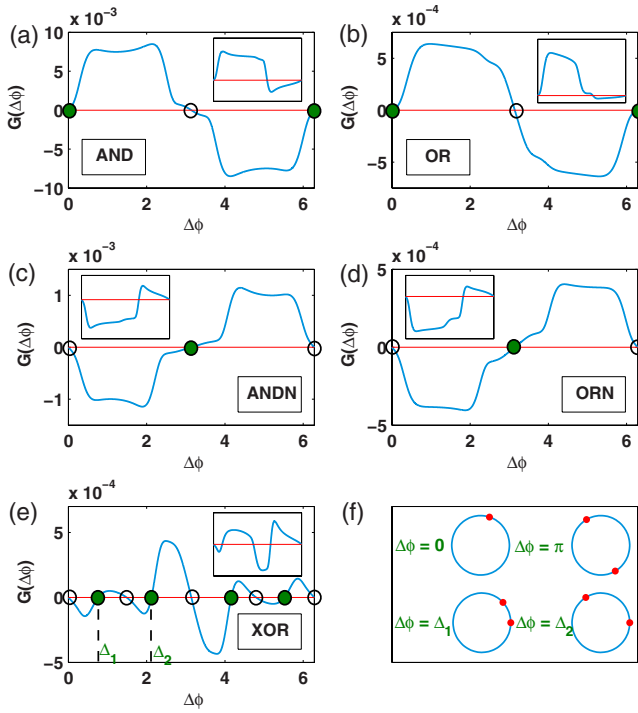 (a)
x 10⁻³
10
5
0
−5
−10
G(Δϕ)
AND
0
2
4
6
Δϕ
(b)
x 10⁻⁴
5
0
−5
G(Δϕ)
OR
0
2
4
6
Δϕ
(c)
x 10⁻³
1
0
−1
G(Δϕ)
ANDN
0
2
4
6
Δϕ
(d)
x 10⁻⁴
5
0
−5
G(Δϕ)
ORN
0
2
4
6
Δϕ
(e)
x 10⁻⁴
5
0
−5
G(Δϕ)
Δ₁
Δ₂
XOR
0
2
4
6
Δϕ
(f)
Δϕ = 0
Δϕ = π
Δϕ = Δ₁
Δϕ = Δ₂